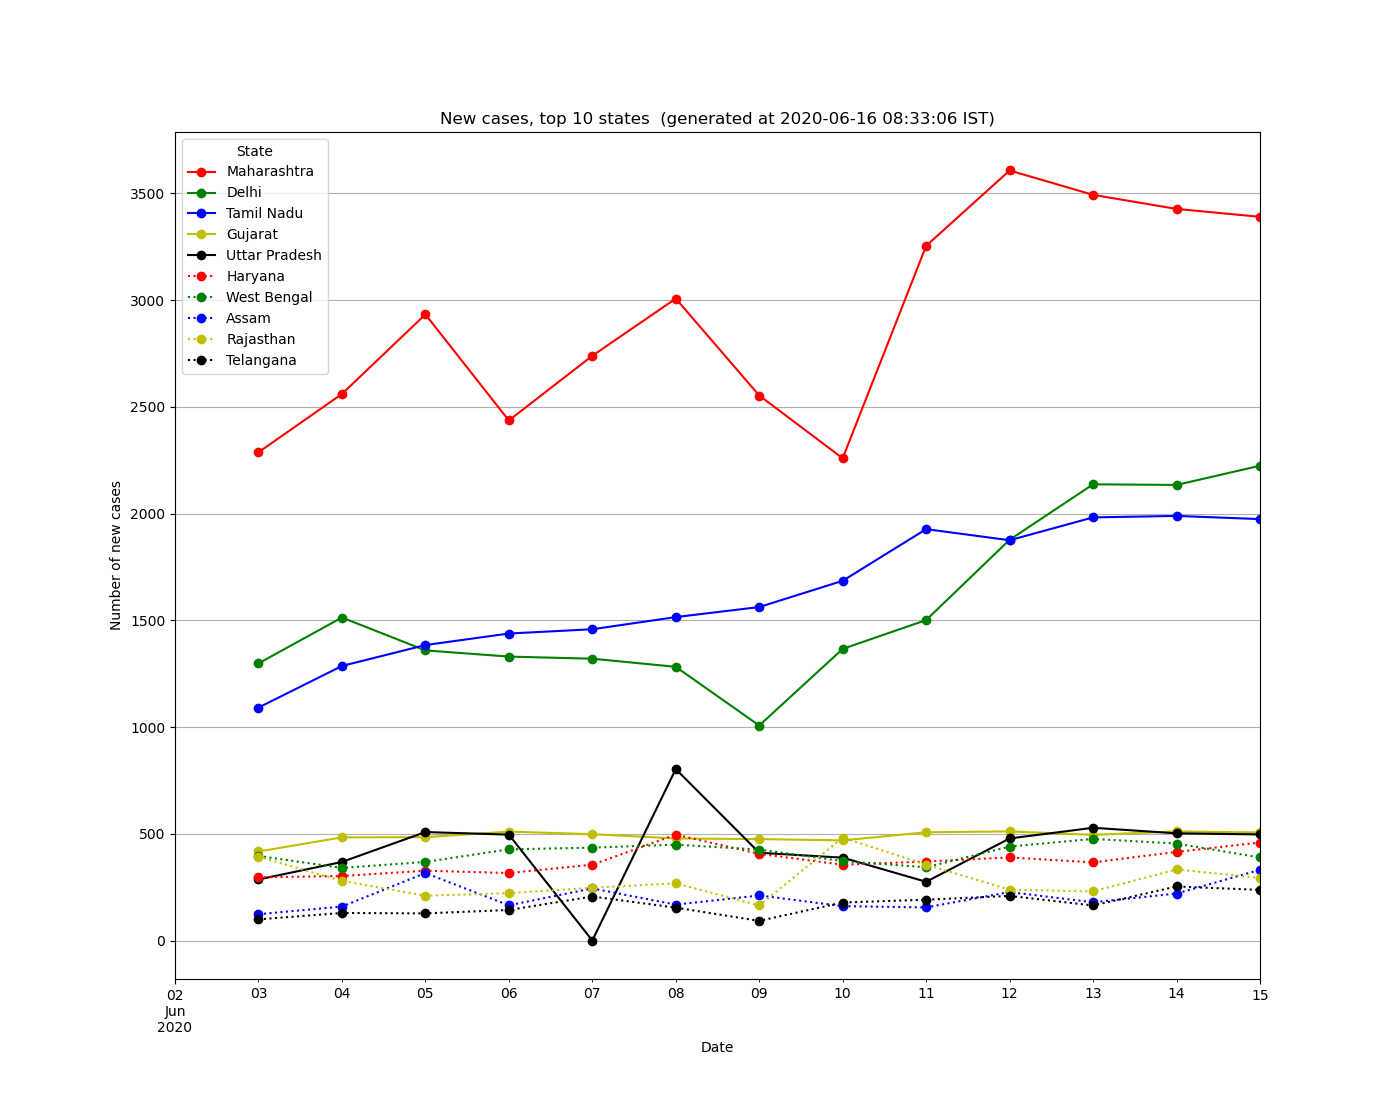 New cases, top 10 states  (generated at 2020-06-16 08:33:06 IST)
State
Maharashtra
Delhi
Tamil Nadu
Gujarat
Uttar Pradesh
Haryana
West Bengal
Assam
Rajasthan
Telangana
3500
3000
2500
2000
1500
1000
500
0
Number of new cases
02 03 04 05 06 07 08 09 10 11 12 13 14 15
Jun
2020
Date